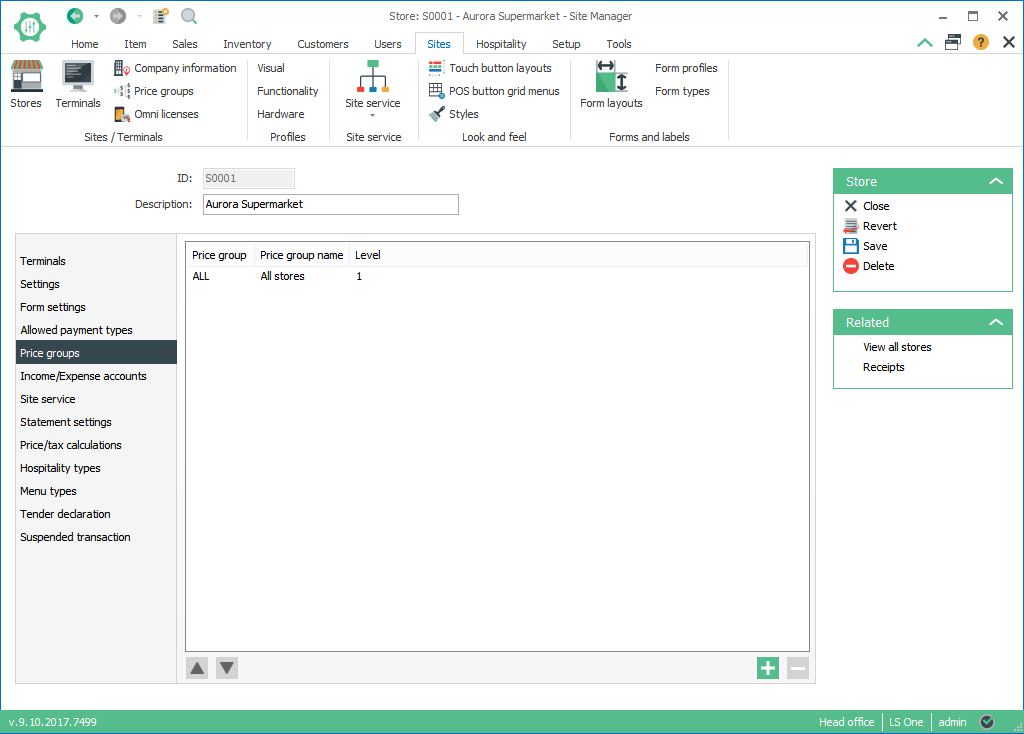 Store: S0001 - Aurora Supermarket - Site Manager
Home Item Sales Inventory Customers Users Sites Hospitality Setup Tools
Stores
Terminals
Company information
Price groups
Omni licenses
Sites / Terminals
Visual
Functionality
Hardware
Profiles
Site service
Site service
Touch button layouts
POS button grid menus
Styles
Look and feel
Form layouts
Form profiles
Form types
Forms and labels
ID: S0001
Description: Aurora Supermarket
Terminals
Settings
Form settings
Allowed payment types
Price groups
Income/Expense accounts
Site service
Statement settings
Price/tax calculations
Hospitality types
Menu types
Tender declaration
Suspended transaction
Price group Price group name Level
ALL All stores 1
Store
Close
Revert
Save
Delete
Related
View all stores
Receipts
v.9.10.2017.7499
Head office LS One admin